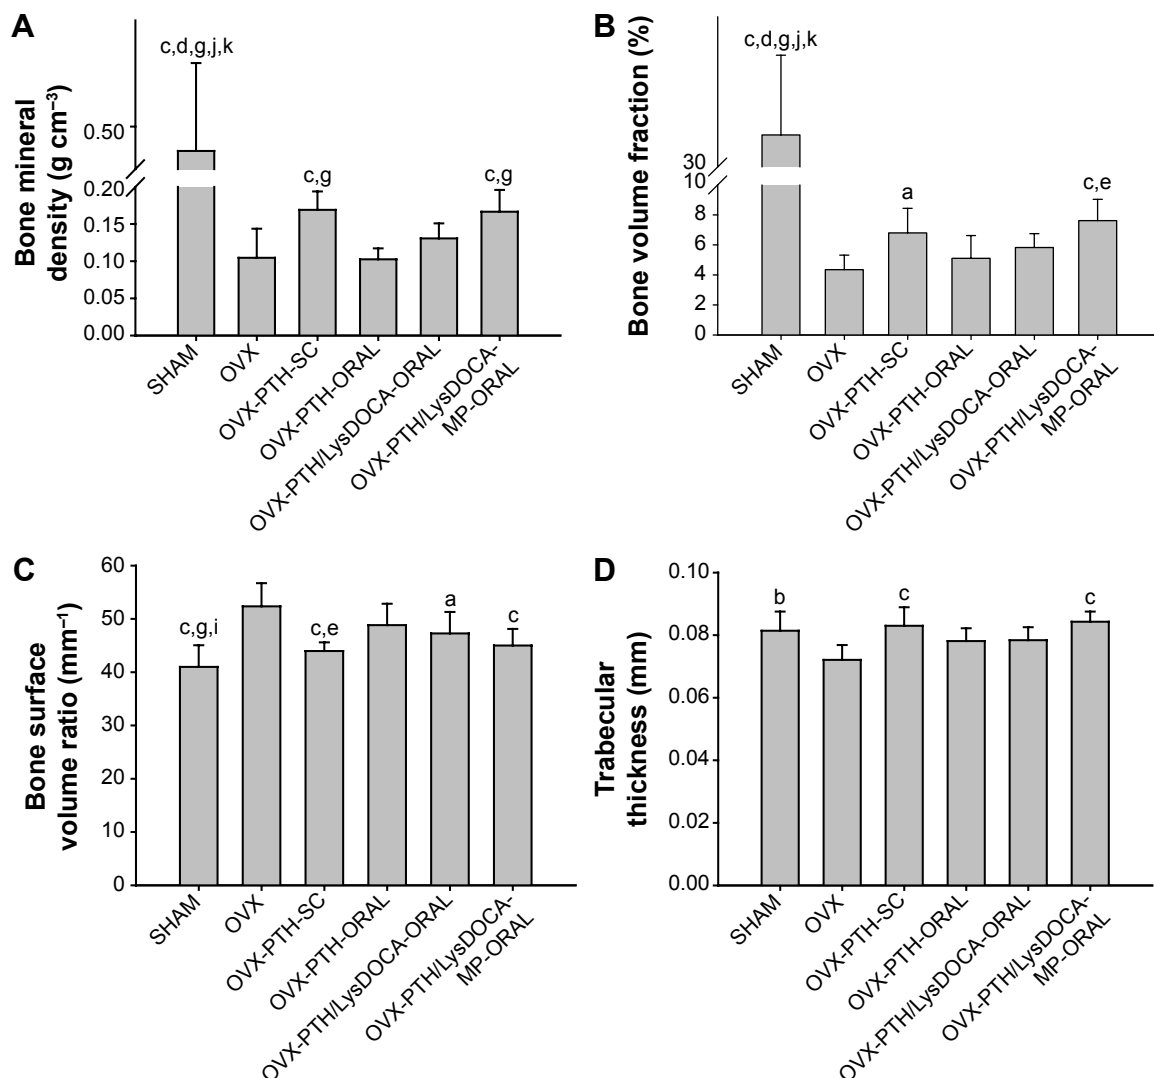 A
Bone mineral
density (g cm⁻³)
c,d,g,j,k
c,g
c,g
0.50
0.20
0.15
0.10
0.05
0.00
SHAM
OVX
OVX-PTH-SC
OVX-PTH-ORAL
OVX-PTH/LysDOCA-ORAL
OVX-PTH/LysDOCA-
MP-ORAL
B
Bone volume fraction (%)
c,d,g,j,k
a
c,e
30
10
8
6
4
2
0
SHAM
OVX
OVX-PTH-SC
OVX-PTH-ORAL
OVX-PTH/LysDOCA-ORAL
OVX-PTH/LysDOCA-
MP-ORAL
C
Bone surface
volume ratio (mm⁻¹)
c,g,i
c,e
a
c
60
50
40
30
20
10
0
SHAM
OVX
OVX-PTH-SC
OVX-PTH-ORAL
OVX-PTH/LysDOCA-ORAL
OVX-PTH/LysDOCA-
MP-ORAL
D
Trabecular
thickness (mm)
b
c
c
0.10
0.08
0.06
0.04
0.02
0.00
SHAM
OVX
OVX-PTH-SC
OVX-PTH-ORAL
OVX-PTH/LysDOCA-ORAL
OVX-PTH/LysDOCA-
MP-ORAL